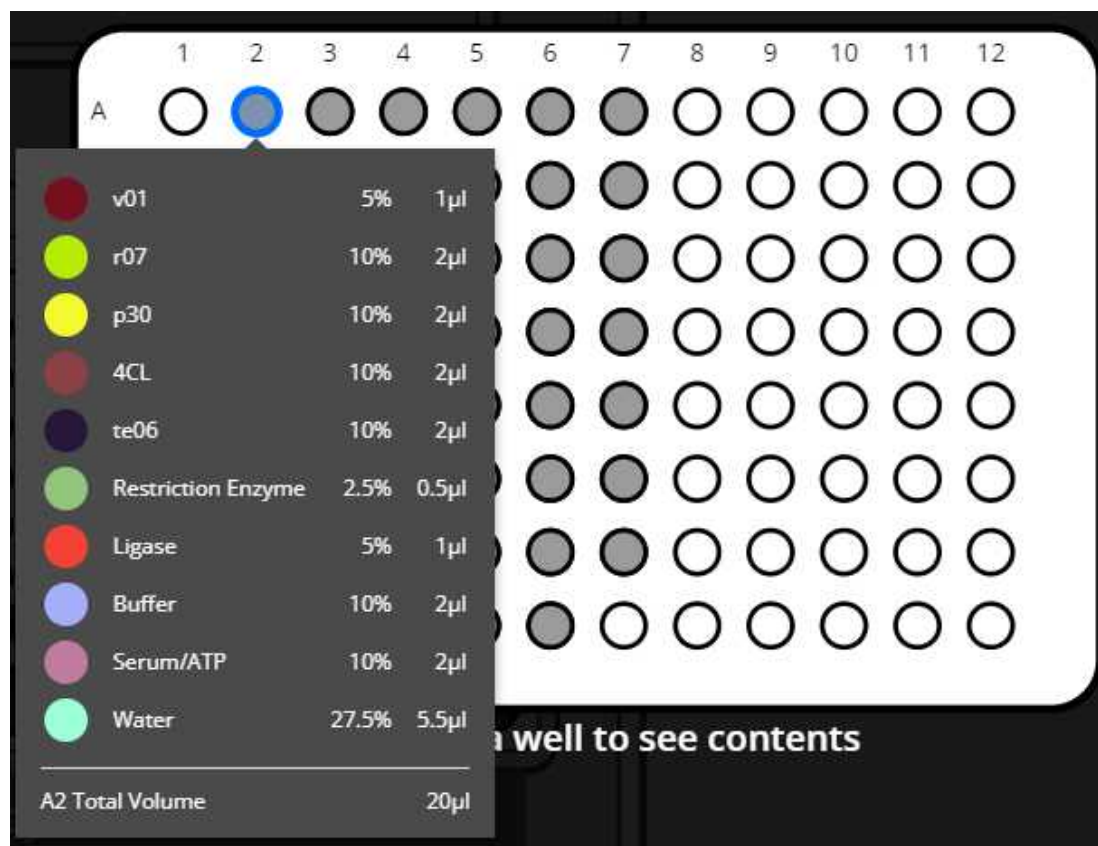 1 2 3 4 5 6 7 8 9 10 11 12
A
v01 5% 1µl
r07 10% 2µl
p30 10% 2µl
4CL 10% 2µl
te06 10% 2µl
Restriction Enzyme 2.5% 0.5µl
Ligase 5% 1µl
Buffer 10% 2µl
Serum/ATP 10% 2µl
Water 27.5% 5.5µl
well to see contents
A2 Total Volume 20µl